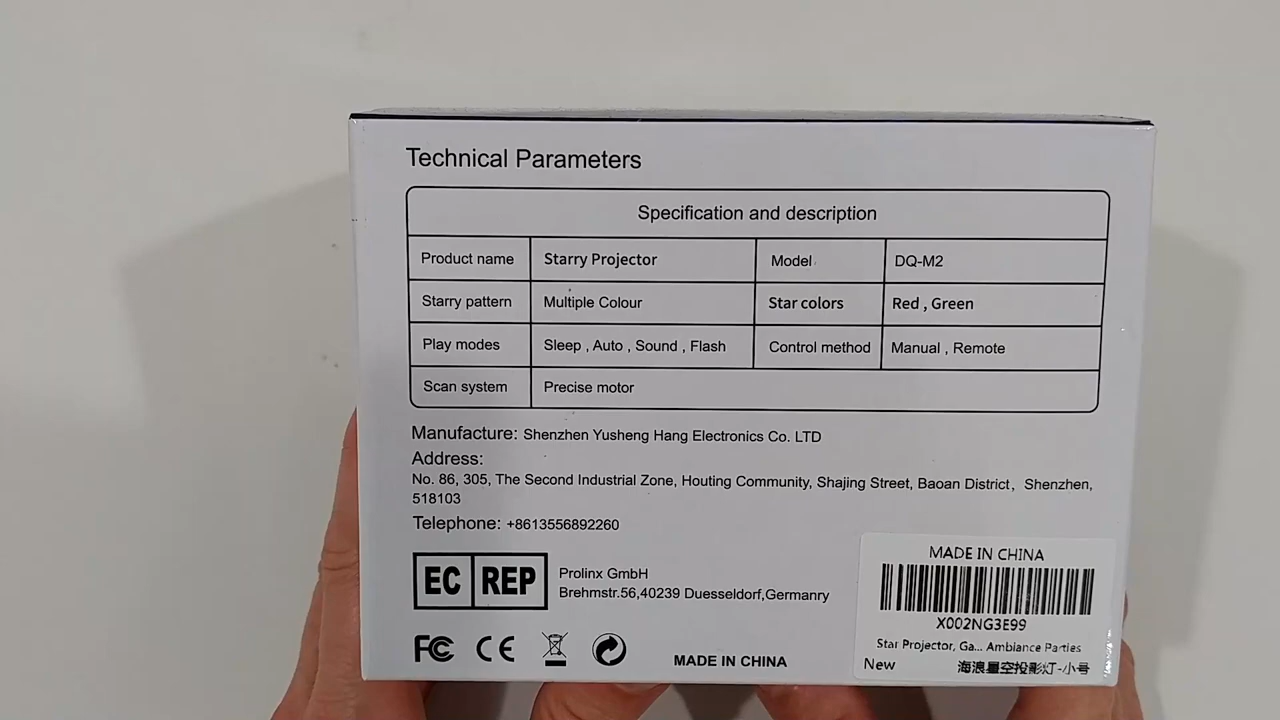 Technical Parameters
Specification and description
Product name Starry Projector Model DQ-M2
Starry pattern Multiple Colour Star colors Red , Green
Play modes Sleep , Auto , Sound , Flash Control method Manual , Remote
Scan system Precise motor
Manufacture: Shenzhen Yusheng Hang Electronics Co. LTD
Address:
No. 86, 305, The Second Industrial Zone, Houting Community, Shajing Street, Baoan District, Shenzhen,
518103
Telephone: +8613556892260
EC REP
Prolinx GmbH
Brehmstr.56,40239 Duesseldorf,Germanry
FC CE
MADE IN CHINA
MADE IN CHINA
X002NG3E99
Star Projector, Ga... Ambiance Parties
New
海浪星空投影灯-小号